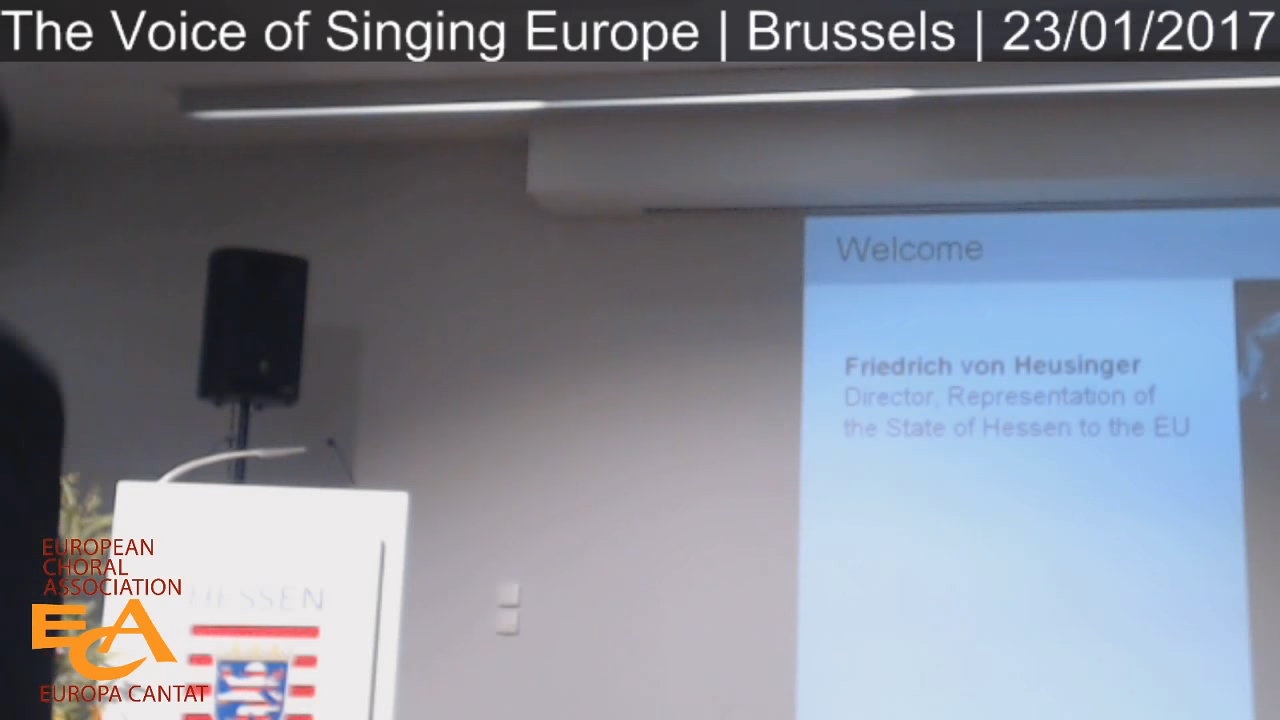 The Voice of Singing Europe | Brussels | 23/01/2017
Welcome
Friedrich von Heusinger
Director, Representation of
the State of Hessen to the EU
HESSEN
EUROPEAN
CHORAL
ASSOCIATION
ECA
EUROPA CANTAT